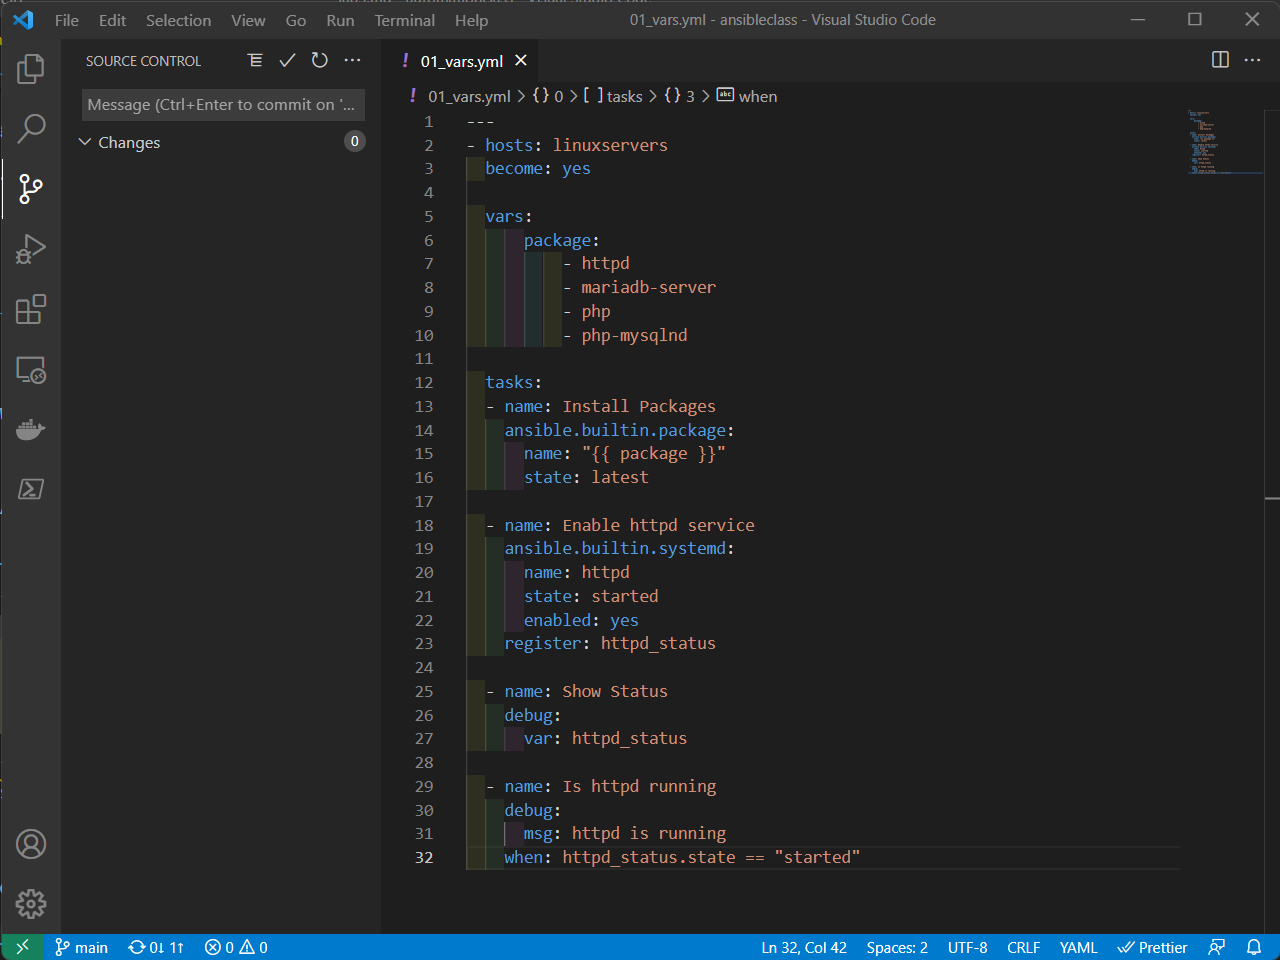 File Edit Selection View Go Run Terminal Help 01_vars.yml - ansibleclass - Visual Studio Code
SOURCE CONTROL
Message (Ctrl+Enter to commit on '...
Changes 0
! 01_vars.yml
! 01_vars.yml > {} 0 > [ ] tasks > {} 3 > abc when
1 ---
2 - hosts: linuxservers
3 become: yes
4
5 vars:
6 package:
7 - httpd
8 - mariadb-server
9 - php
10 - php-mysqlnd
11
12 tasks:
13 - name: Install Packages
14 ansible.builtin.package:
15 name: "{{ package }}"
16 state: latest
17
18 - name: Enable httpd service
19 ansible.builtin.systemd:
20 name: httpd
21 state: started
22 enabled: yes
23 register: httpd_status
24
25 - name: Show Status
26 debug:
27 var: httpd_status
28
29 - name: Is httpd running
30 debug:
31 msg: httpd is running
32 when: httpd_status.state == "started"
main 0↓ 1↑ 0 0 Ln 32, Col 42 Spaces: 2 UTF-8 CRLF YAML Prettier